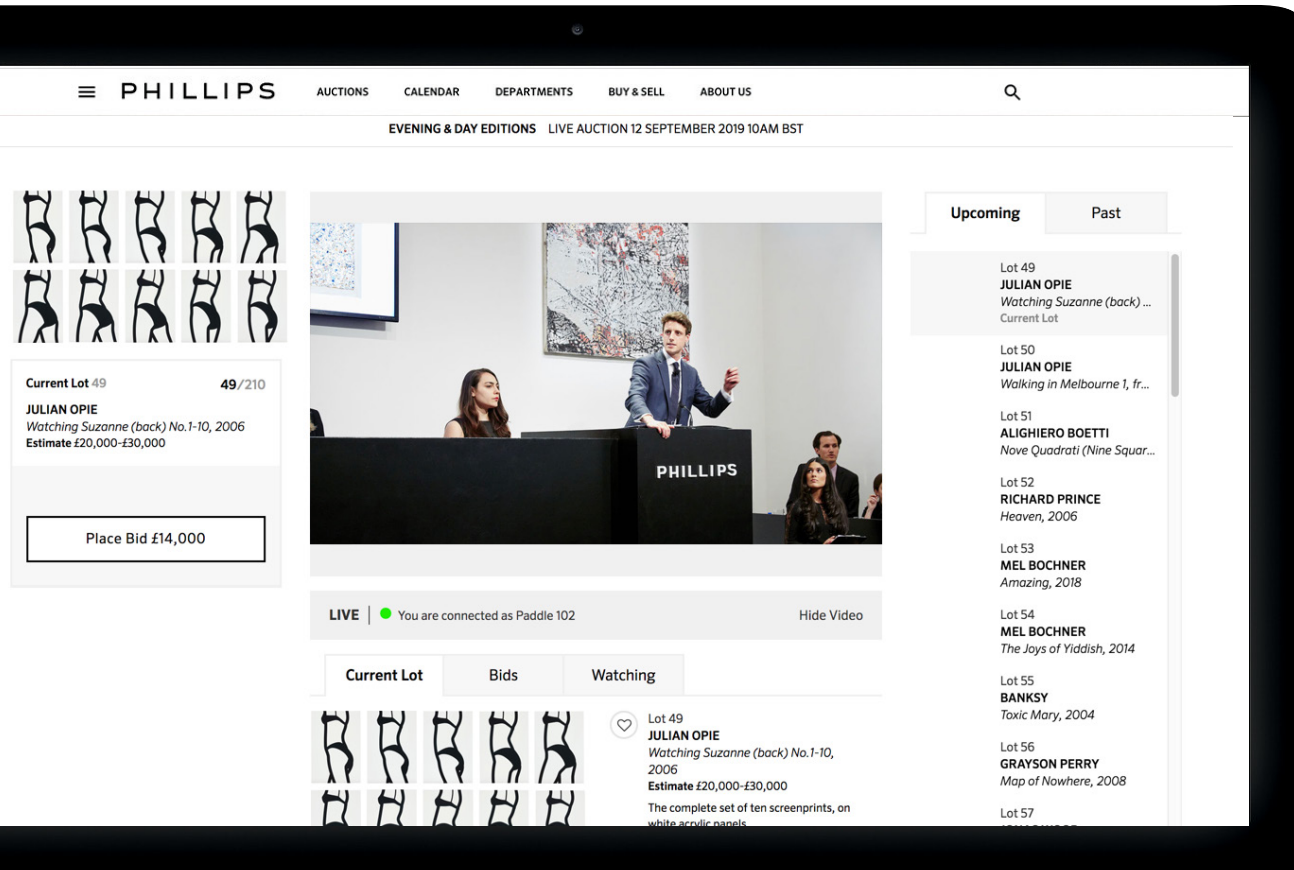 PHILLIPS
AUCTIONS CALENDAR DEPARTMENTS BUY & SELL ABOUT US
EVENING & DAY EDITIONS LIVE AUCTION 12 SEPTEMBER 2019 10AM BST
Current Lot 49 49/210
JULIAN OPIE
Watching Suzanne (back) No.1-10, 2006
Estimate £20,000-£30,000
Place Bid £14,000
PHILLIPS
LIVE | You are connected as Paddle 102 Hide Video
Current Lot Bids Watching
Lot 49
JULIAN OPIE
Watching Suzanne (back) No.1-10,
2006
Estimate £20,000-£30,000
The complete set of ten screenprints, on
white acrylic panels
Upcoming Past
Lot 49
JULIAN OPIE
Watching Suzanne (back) ...
Current Lot
Lot 50
JULIAN OPIE
Walking in Melbourne 1, fr...
Lot 51
ALIGHIERO BOETTI
Nove Quadrati (Nine Squar...
Lot 52
RICHARD PRINCE
Heaven, 2006
Lot 53
MEL BOCHNER
Amazing, 2018
Lot 54
MEL BOCHNER
The Joys of Yiddish, 2014
Lot 55
BANKSY
Toxic Mary, 2004
Lot 56
GRAYSON PERRY
Map of Nowhere, 2008
Lot 57